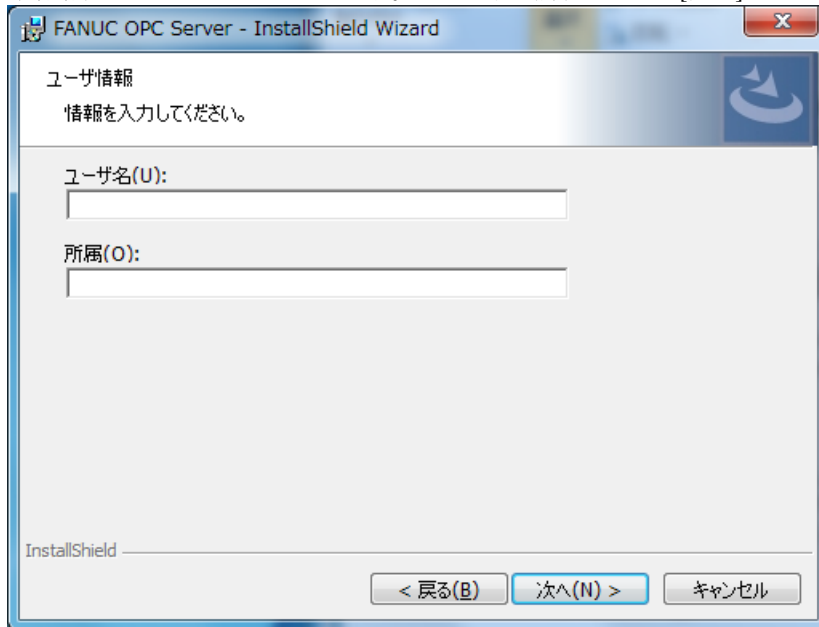 FANUC OPC Server - InstallShield Wizard
ユーザ情報
情報を入力してください。
ユーザ名(U):
所属(O):
InstallShield
< 戻る(B)
次へ(N) >
キャンセル